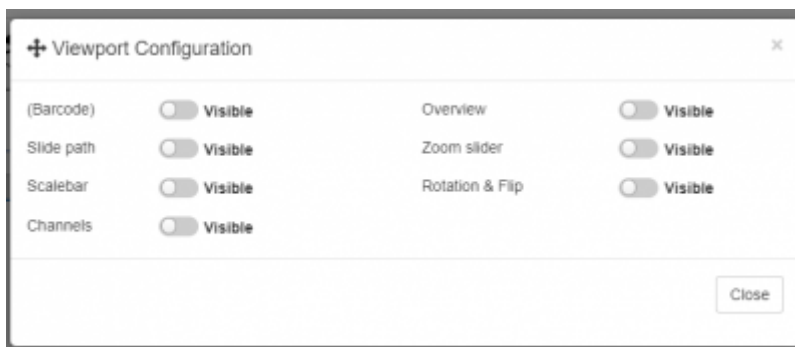 Viewport Configuration ×
(Barcode) Visible Overview Visible
Slide path Visible Zoom slider Visible
Scalebar Visible Rotation & Flip Visible
Channels Visible
Close